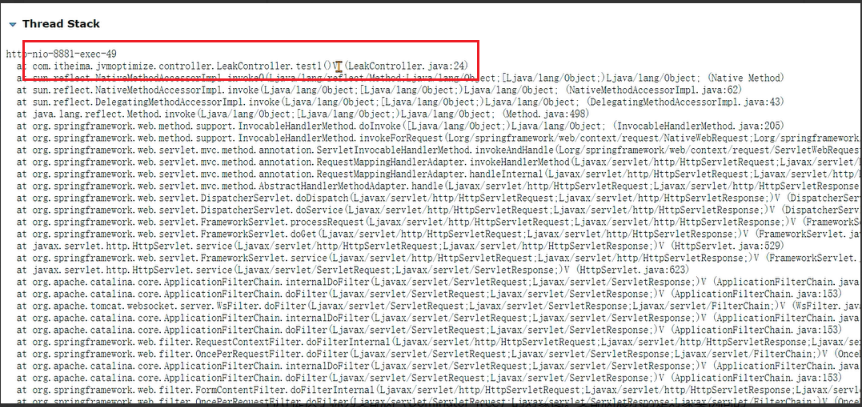 Thread Stack
http-nio-8881-exec-49
at com.itheima.jvmoptimize.controller.LeakController.test1()V (LeakController.java:24)
at sun.reflect.NativeMethodAccessorImpl.invoke0(Ljava/lang/reflect/Method;Ljava/lang/Object;[Ljava/lang/Object;)Ljava/lang/Object; (Native Method)
at sun.reflect.NativeMethodAccessorImpl.invoke(Ljava/lang/Object;[Ljava/lang/Object;)Ljava/lang/Object; (NativeMethodAccessorImpl.java:62)
at sun.reflect.DelegatingMethodAccessorImpl.invoke(Ljava/lang/Object;[Ljava/lang/Object;)Ljava/lang/Object; (DelegatingMethodAccessorImpl.java:43)
at java.lang.reflect.Method.invoke(Ljava/lang/Object;[Ljava/lang/Object;)Ljava/lang/Object; (Method.java:498)
at org.springframework.web.method.support.InvocableHandlerMethod.doInvoke([Ljava/lang/Object;)Ljava/lang/Object; (InvocableHandlerMethod.java:205)
at org.springframework.web.method.support.InvocableHandlerMethod.invokeForRequest(Lorg/springframework/web/context/request/NativeWebRequest;Lorg/springframework
at org.springframework.web.servlet.mvc.method.annotation.ServletInvocableHandlerMethod.invokeAndHandle(Lorg/springframework/web/context/request/ServletWebReques
at org.springframework.web.servlet.mvc.method.annotation.RequestMappingHandlerAdapter.invokeHandlerMethod(Ljavax/servlet/http/HttpServletRequest;Ljavax/servlet/
at org.springframework.web.servlet.mvc.method.annotation.RequestMappingHandlerAdapter.handleInternal(Ljavax/servlet/http/HttpServletRequest;Ljavax/servlet/http/
at org.springframework.web.servlet.mvc.method.AbstractHandlerMethodAdapter.handle(Ljavax/servlet/http/HttpServletRequest;Ljavax/servlet/http/HttpServletResponse
at org.springframework.web.servlet.DispatcherServlet.doDispatch(Ljavax/servlet/http/HttpServletRequest;Ljavax/servlet/http/HttpServletResponse;)V (DispatcherSer
at org.springframework.web.servlet.DispatcherServlet.doService(Ljavax/servlet/http/HttpServletRequest;Ljavax/servlet/http/HttpServletResponse;)V (DispatcherServ
at org.springframework.web.servlet.FrameworkServlet.processRequest(Ljavax/servlet/http/HttpServletRequest;Ljavax/servlet/http/HttpServletResponse;)V (FrameworkS
at org.springframework.web.servlet.FrameworkServlet.doGet(Ljavax/servlet/http/HttpServletRequest;Ljavax/servlet/http/HttpServletResponse;)V (FrameworkServlet.ja
at javax.servlet.http.HttpServlet.service(Ljavax/servlet/http/HttpServletRequest;Ljavax/servlet/http/HttpServletResponse;)V (HttpServlet.java:529)
at org.springframework.web.servlet.FrameworkServlet.service(Ljavax/servlet/http/HttpServletRequest;Ljavax/servlet/http/HttpServletResponse;)V (FrameworkServlet.
at javax.servlet.http.HttpServlet.service(Ljavax/servlet/ServletRequest;Ljavax/servlet/ServletResponse;)V (HttpServlet.java:623)
at org.apache.catalina.core.ApplicationFilterChain.internalDoFilter(Ljavax/servlet/ServletRequest;Ljavax/servlet/ServletResponse;)V (ApplicationFilterChain.java
at org.apache.catalina.core.ApplicationFilterChain.doFilter(Ljavax/servlet/ServletRequest;Ljavax/servlet/ServletResponse;)V (ApplicationFilterChain.java:153)
at org.apache.tomcat.websocket.server.WsFilter.doFilter(Ljavax/servlet/ServletRequest;Ljavax/servlet/ServletResponse;Ljavax/servlet/FilterChain;)V (WsFilter.jav
at org.apache.catalina.core.ApplicationFilterChain.internalDoFilter(Ljavax/servlet/ServletRequest;Ljavax/servlet/ServletResponse;)V (ApplicationFilterChain.java
at org.apache.catalina.core.ApplicationFilterChain.doFilter(Ljavax/servlet/ServletRequest;Ljavax/servlet/ServletResponse;)V (ApplicationFilterChain.java:153)
at org.springframework.web.filter.RequestContextFilter.doFilterInternal(Ljavax/servlet/http/HttpServletRequest;Ljavax/servlet/http/HttpServletResponse;Ljavax/se
at org.springframework.web.filter.OncePerRequestFilter.doFilter(Ljavax/servlet/ServletRequest;Ljavax/servlet/ServletResponse;Ljavax/servlet/FilterChain;)V (Once
at org.apache.catalina.core.ApplicationFilterChain.internalDoFilter(Ljavax/servlet/ServletRequest;Ljavax/servlet/ServletResponse;)V (ApplicationFilterChain.java
at org.apache.catalina.core.ApplicationFilterChain.doFilter(Ljavax/servlet/ServletRequest;Ljavax/servlet/ServletResponse;)V (ApplicationFilterChain.java:153)
at org.springframework.web.filter.FormContentFilter.doFilterInternal(Ljavax/servlet/http/HttpServletRequest;Ljavax/servlet/http/HttpServletResponse;Ljavax/servl
at org.springframework.web.filter.OncePerRequestFilter.doFilter(Ljavax/servlet/ServletRequest;Ljavax/servlet/ServletResponse;Ljavax/servlet/FilterChain;)V (Once